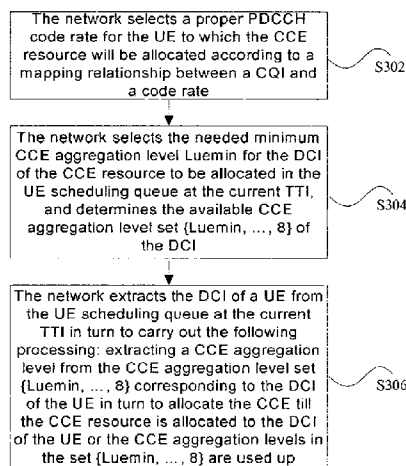 The network selects a proper PDCCH
code rate for the UE to which the CCE
resource will be allocated according to a
mapping relationship between a CQI and
a code rate
S302
The network selects the needed minimum
CCE aggregation level Luemin for the DCI
of the CCE resource to be allocated in the
UE scheduling queue at the current TTI,
and determines the available CCE
aggregation level set {Luemin, ..., 8} of
the DCI
S304
The network extracts the DCI of a UE from
the UE scheduling queue at the current
TTI in turn to carry out the following
processing: extracting a CCE aggregation
level from the CCE aggregation level set
{Luemin, ..., 8} corresponding to the DCI
of the UE in turn to allocate the CCE till
the CCE resource is allocated to the DCI
of the UE or the CCE aggregation levels in
the set {Luemin, ..., 8} are used up
S306